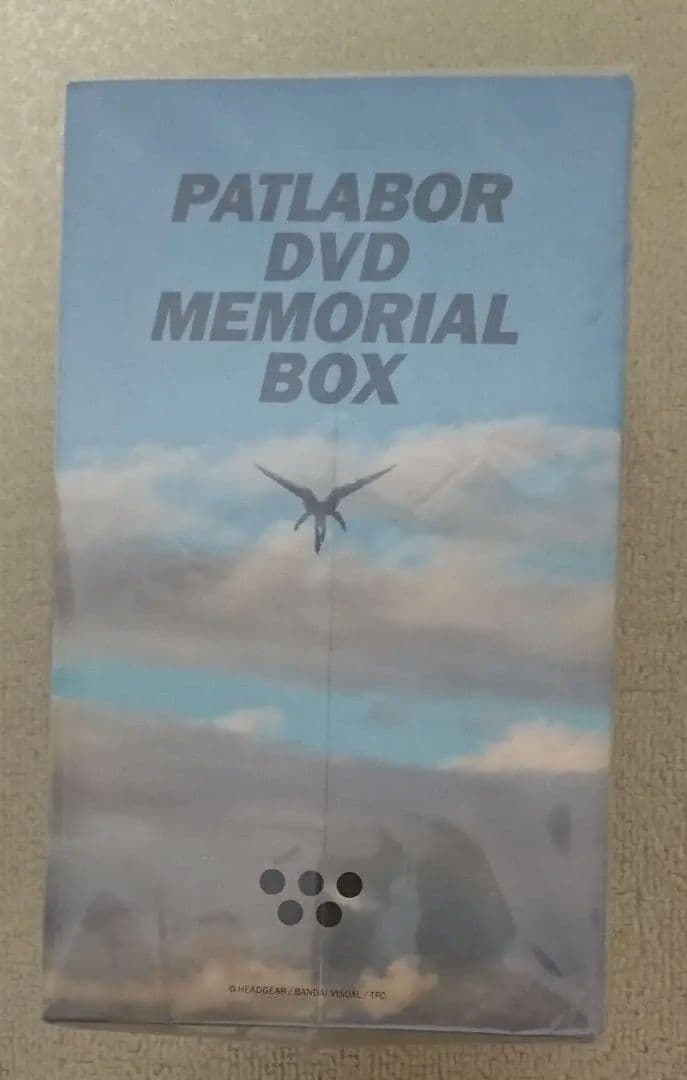 PATLABOR
DVD
MEMORIAL
BOX
© HEADGEAR / BANDAI VISUAL / TFC